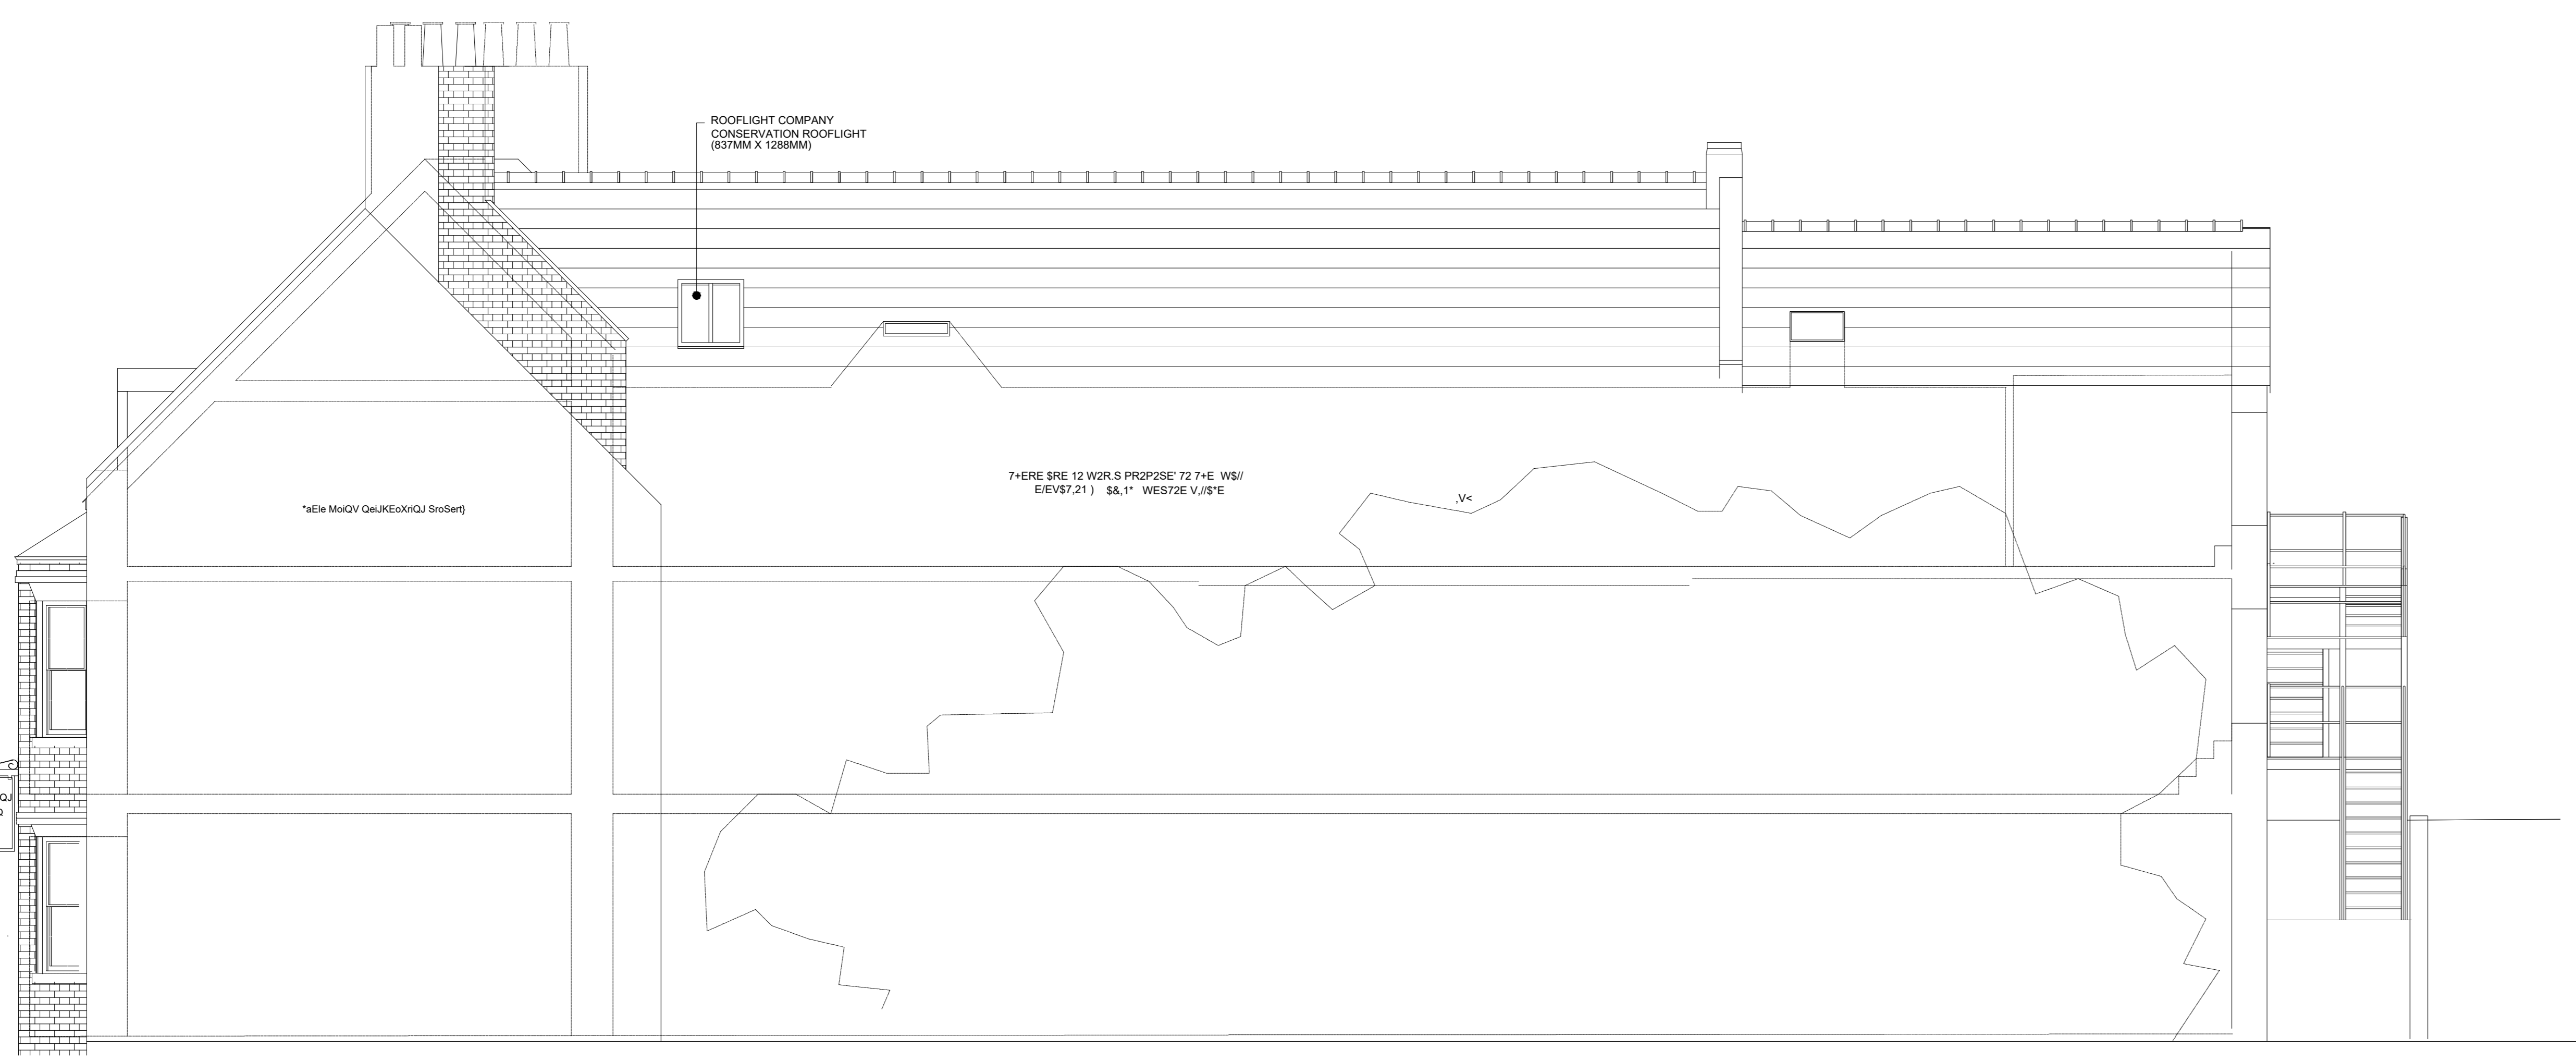 ROOFLIGHT COMPANY
CONSERVATION ROOFLIGHT
(837MM X 1288MM)
7+ERE $RE 12 W2R.S PR2P2SE' 72 7+E W$//
E/EV$7,21 ) $&,1* WES72E V,//$*E
,V<
*aEle MoiQV QeiJKEoXriQJ SroSert}
QJ